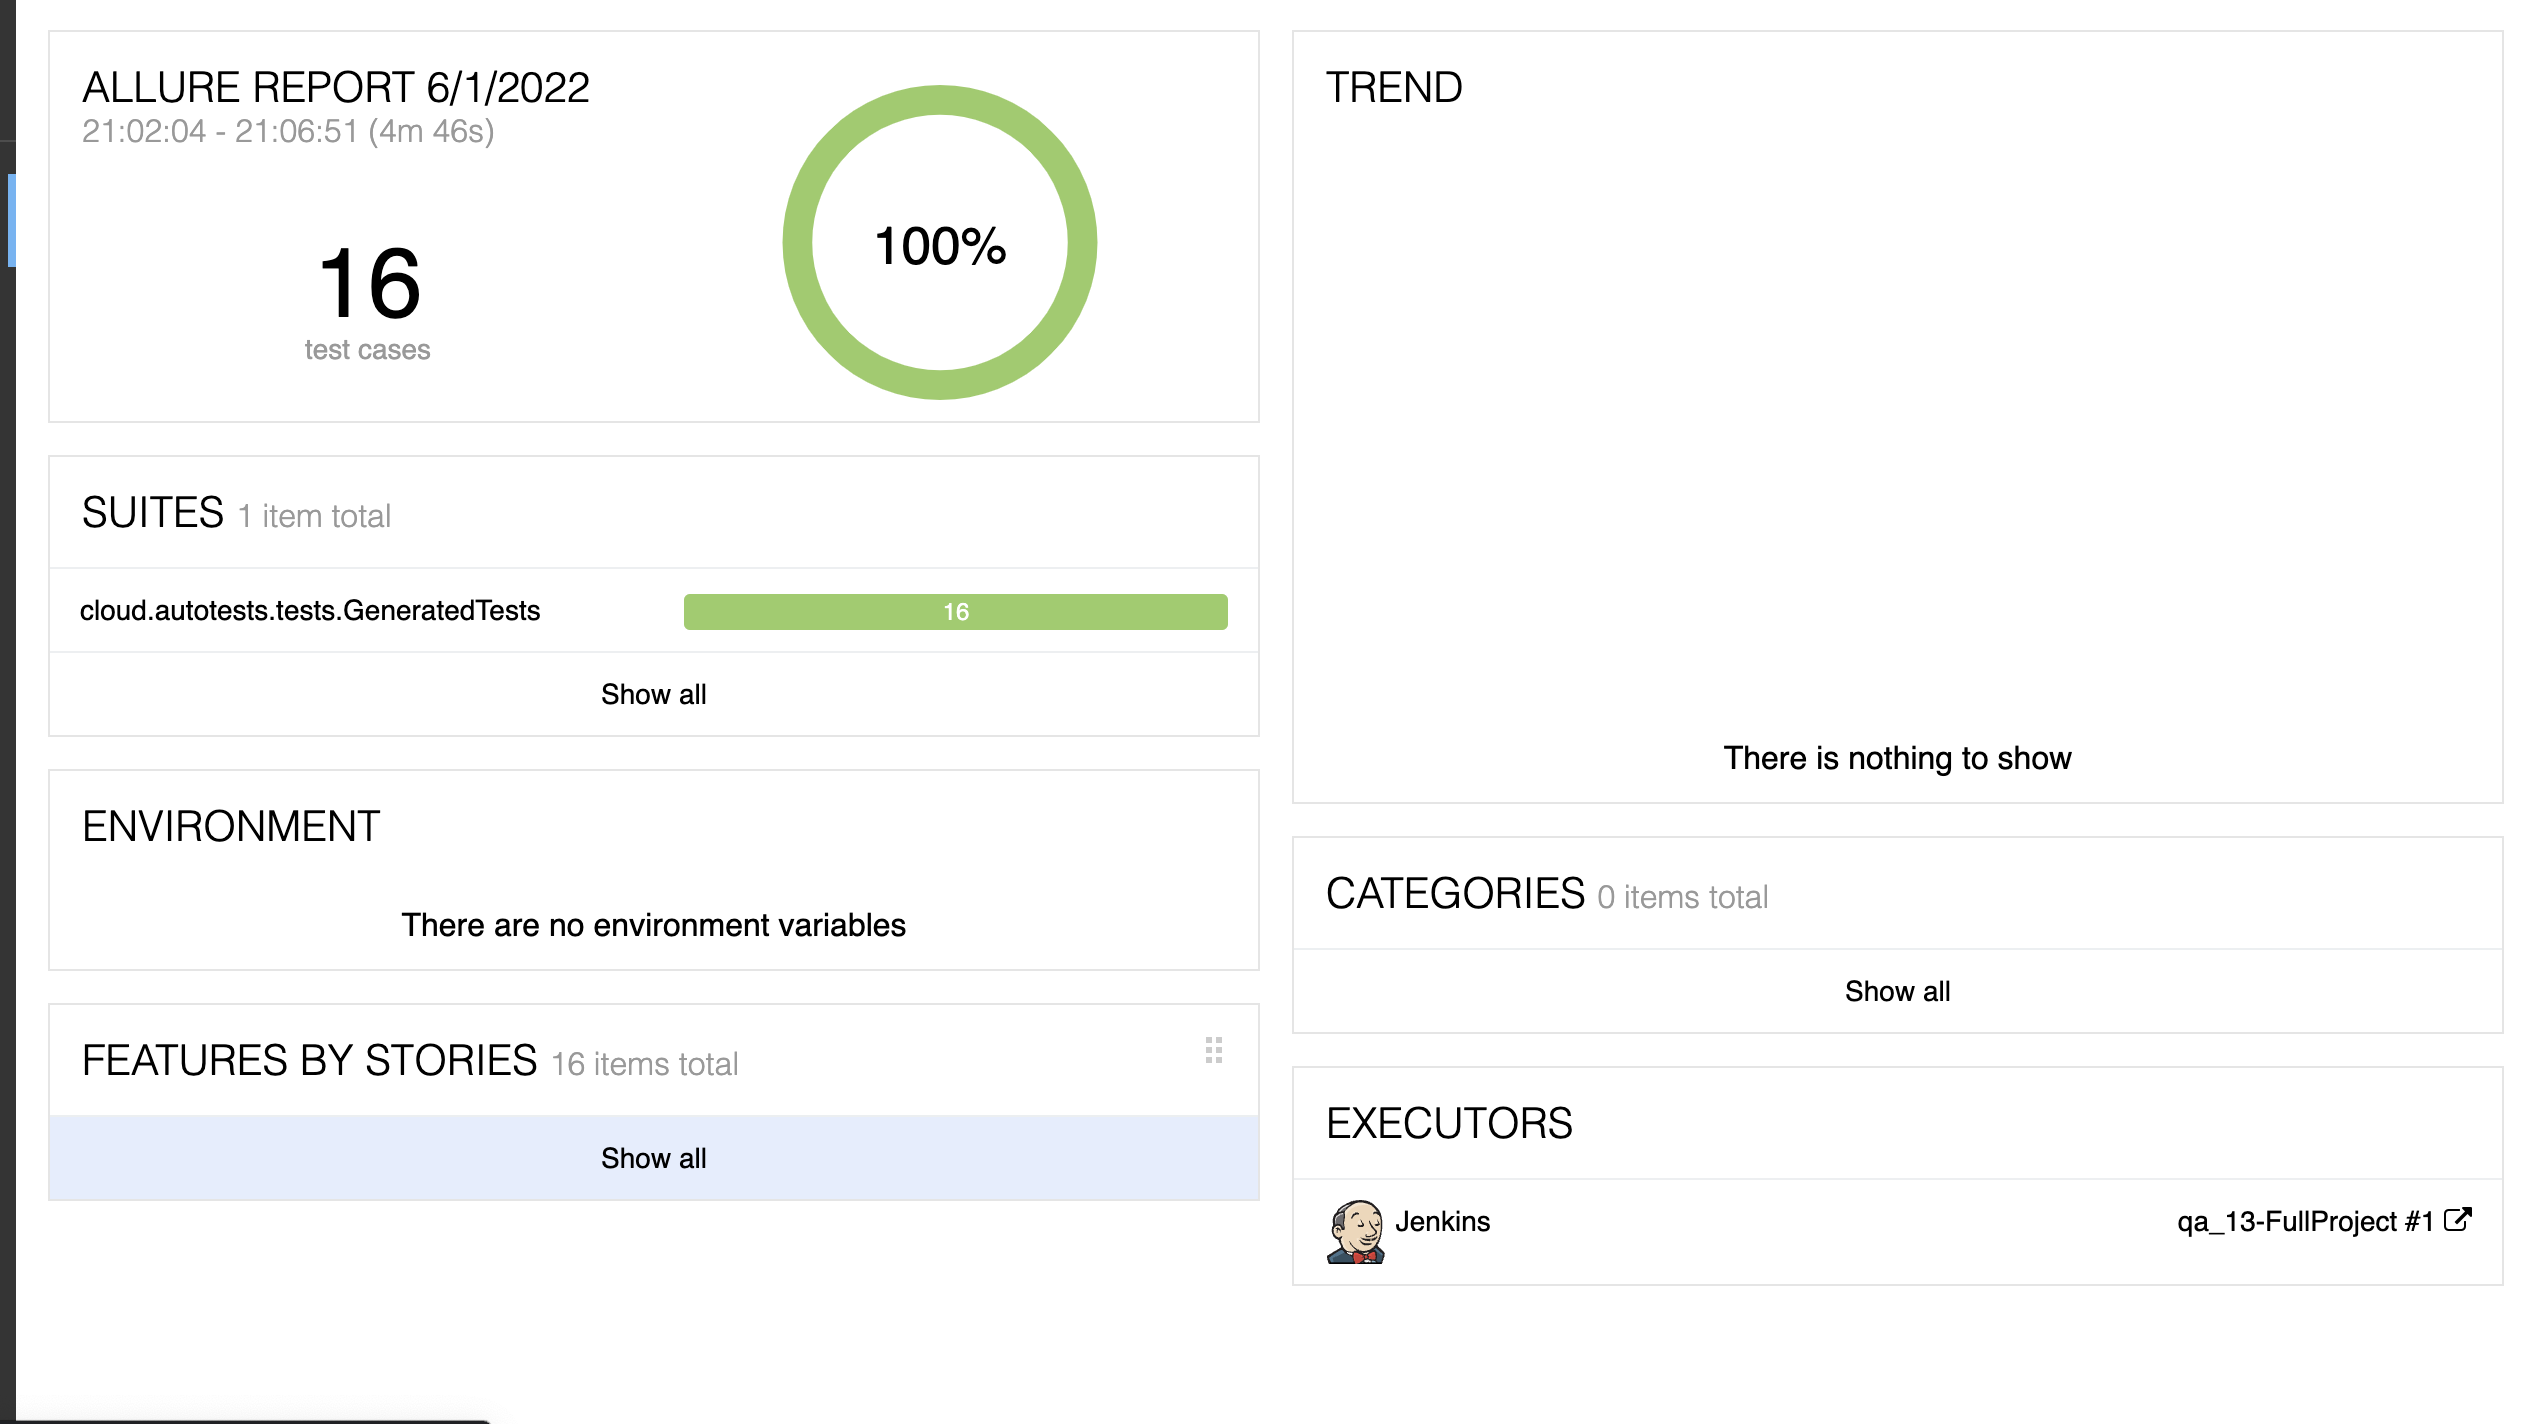 ALLURE REPORT 6/1/2022
21:02:04 - 21:06:51 (4m 46s)
16
test cases
100%
SUITES 1 item total
cloud.autotests.tests.GeneratedTests 16
Show all
ENVIRONMENT
There are no environment variables
FEATURES BY STORIES 16 items total
Show all
TREND
There is nothing to show
CATEGORIES 0 items total
Show all
EXECUTORS
Jenkins qa_13-FullProject #1